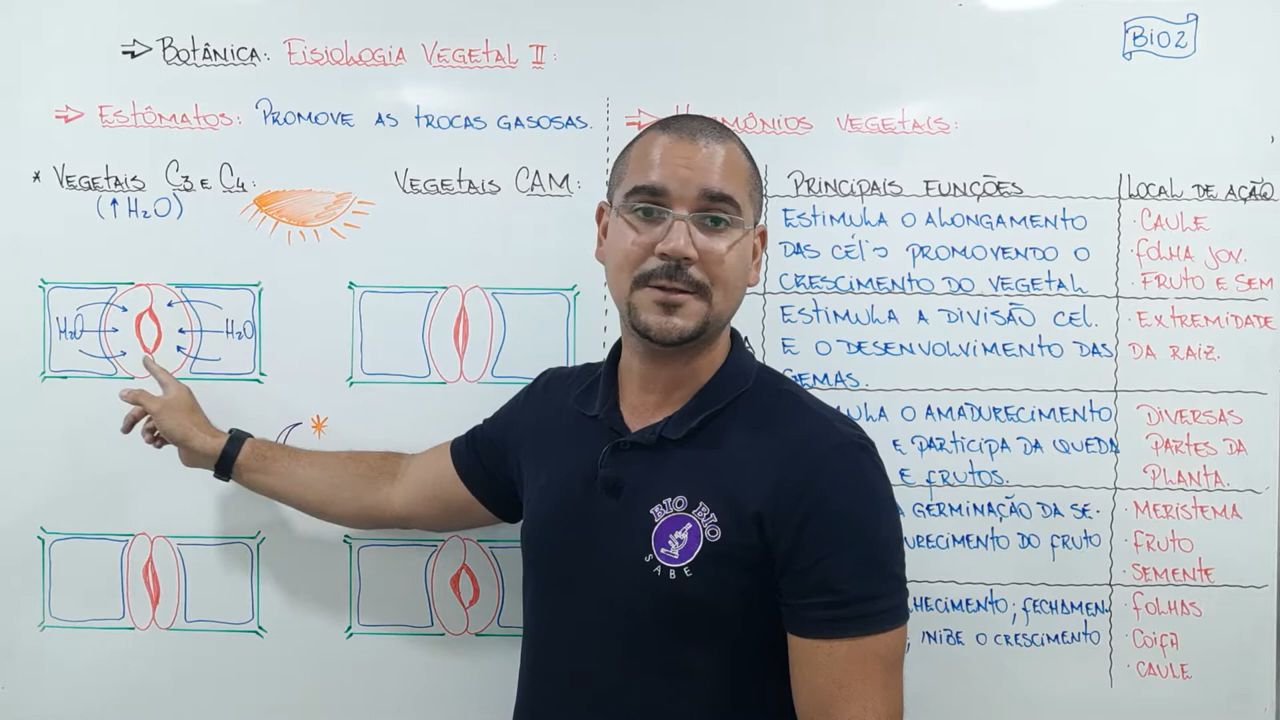 ⇒ BOTÂNICA: FISIOLOGIA VEGETAL II:
BIO2
⇒ ESTÔMATOS: PROMOVE AS TROCAS GASOSAS.
* VEGETAIS C3 E C4:
(↑H2O)
VEGETAIS CAM:
H2O
H2O
VEGETAIS:
PRINCIPAIS FUNÇÕES
LOCAL DE AÇÃO
ESTIMULA O ALONGAMENTO
DAS CÉL's PROMOVENDO O
CRESCIMENTO DO VEGETAL
· CAULE
· FOLHA JOV.
· FRUTO E SEM
ESTIMULA A DIVISÃO CEL.
E O DESENVOLVIMENTO DAS
GEMAS.
· EXTREMIDADE
DA RAIZ.
O AMADURECIMENTO
E PARTICIPA DA QUEDA
E FRUTOS.
DIVERSAS
PARTES DA
PLANTA.
GERMINAÇÃO DA SE-
DO FRUTO
· MERISTEMA
· FRUTO
· SEMENTE
; FECHAMEN.
; INIBE O CRESCIMENTO
· FOLHAS
· COIFA
· CAULE
BIO BIO
SABE